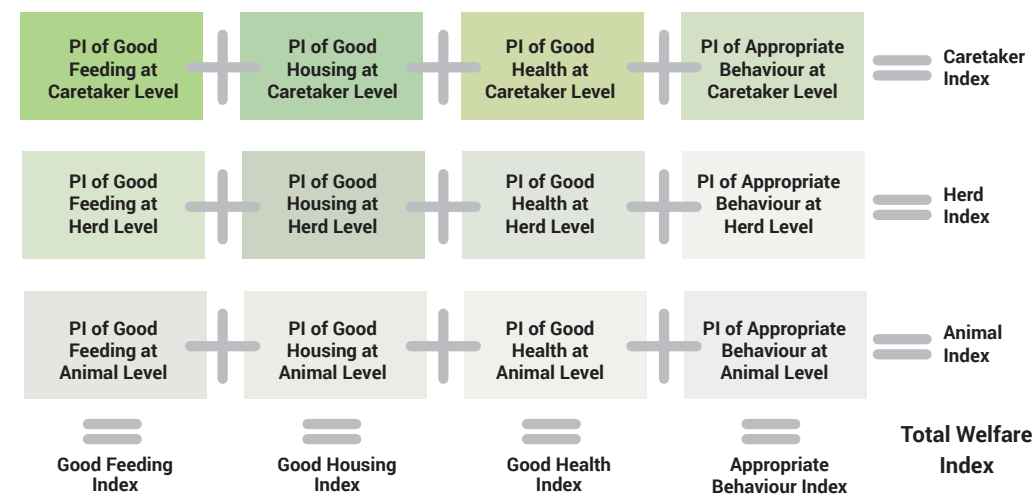 PI of Good
Feeding at
Caretaker Level
PI of Good
Housing at
Caretaker Level
PI of Good
Health at
Caretaker Level
PI of Appropriate
Behaviour at
Caretaker Level
Caretaker
Index
PI of Good
Feeding at
Herd Level
PI of Good
Housing at
Herd Level
PI of Good
Health at
Herd Level
PI of Appropriate
Behaviour at
Herd Level
Herd
Index
PI of Good
Feeding at
Animal Level
PI of Good
Housing at
Animal Level
PI of Good
Health at
Animal Level
PI of Appropriate
Behaviour at
Animal Level
Animal
Index
Good Feeding
Index
Good Housing
Index
Good Health
Index
Appropriate
Behaviour Index
Total Welfare
Index